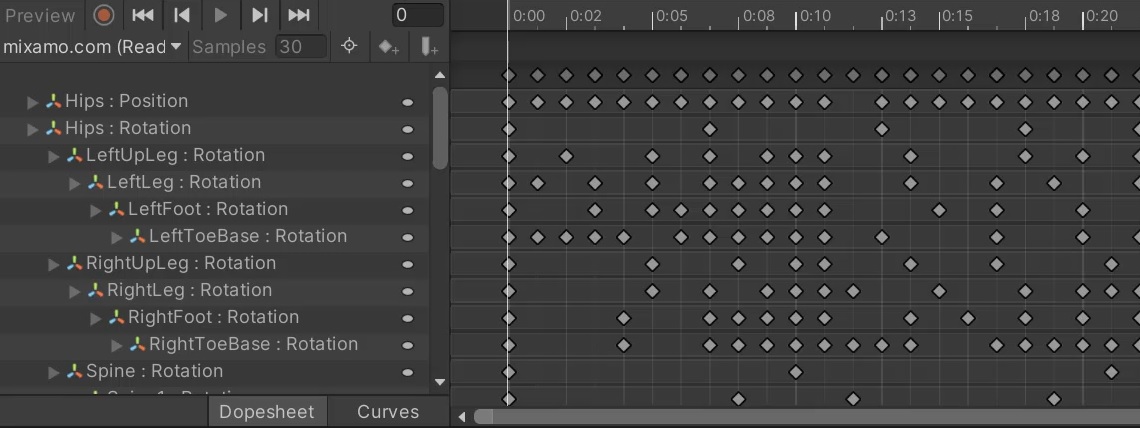 Preview 0 0:00 0:02 0:05 0:08 0:10 0:13 0:15 0:18 0:20
mixamo.com (Read Samples 30
Hips : Position
Hips : Rotation
LeftUpLeg : Rotation
LeftLeg : Rotation
LeftFoot : Rotation
LeftToeBase : Rotation
RightUpLeg : Rotation
RightLeg : Rotation
RightFoot : Rotation
RightToeBase : Rotation
Spine : Rotation
Dopesheet Curves